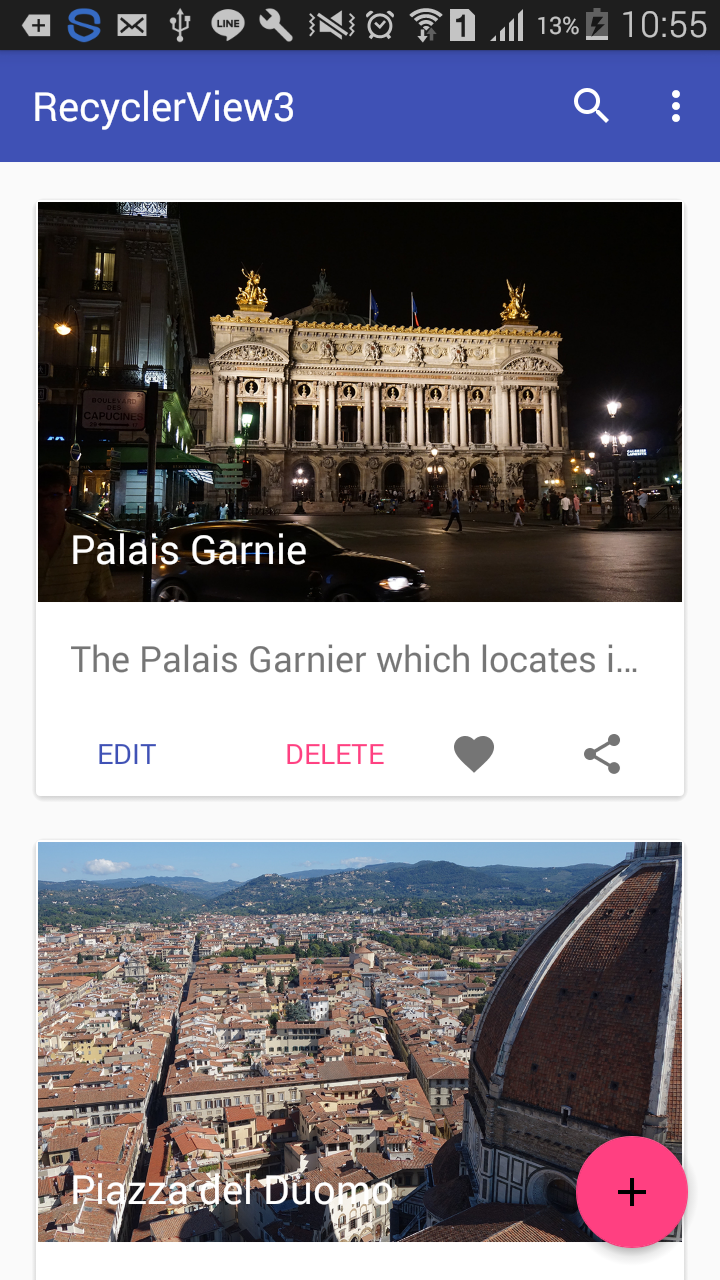 LINE
1
13%
10:55
RecyclerView3
BOULEVARD
DES
CAPUCINES
Palais Garnie
The Palais Garnier which locates i…
EDIT
DELETE
Piazza del Duomo